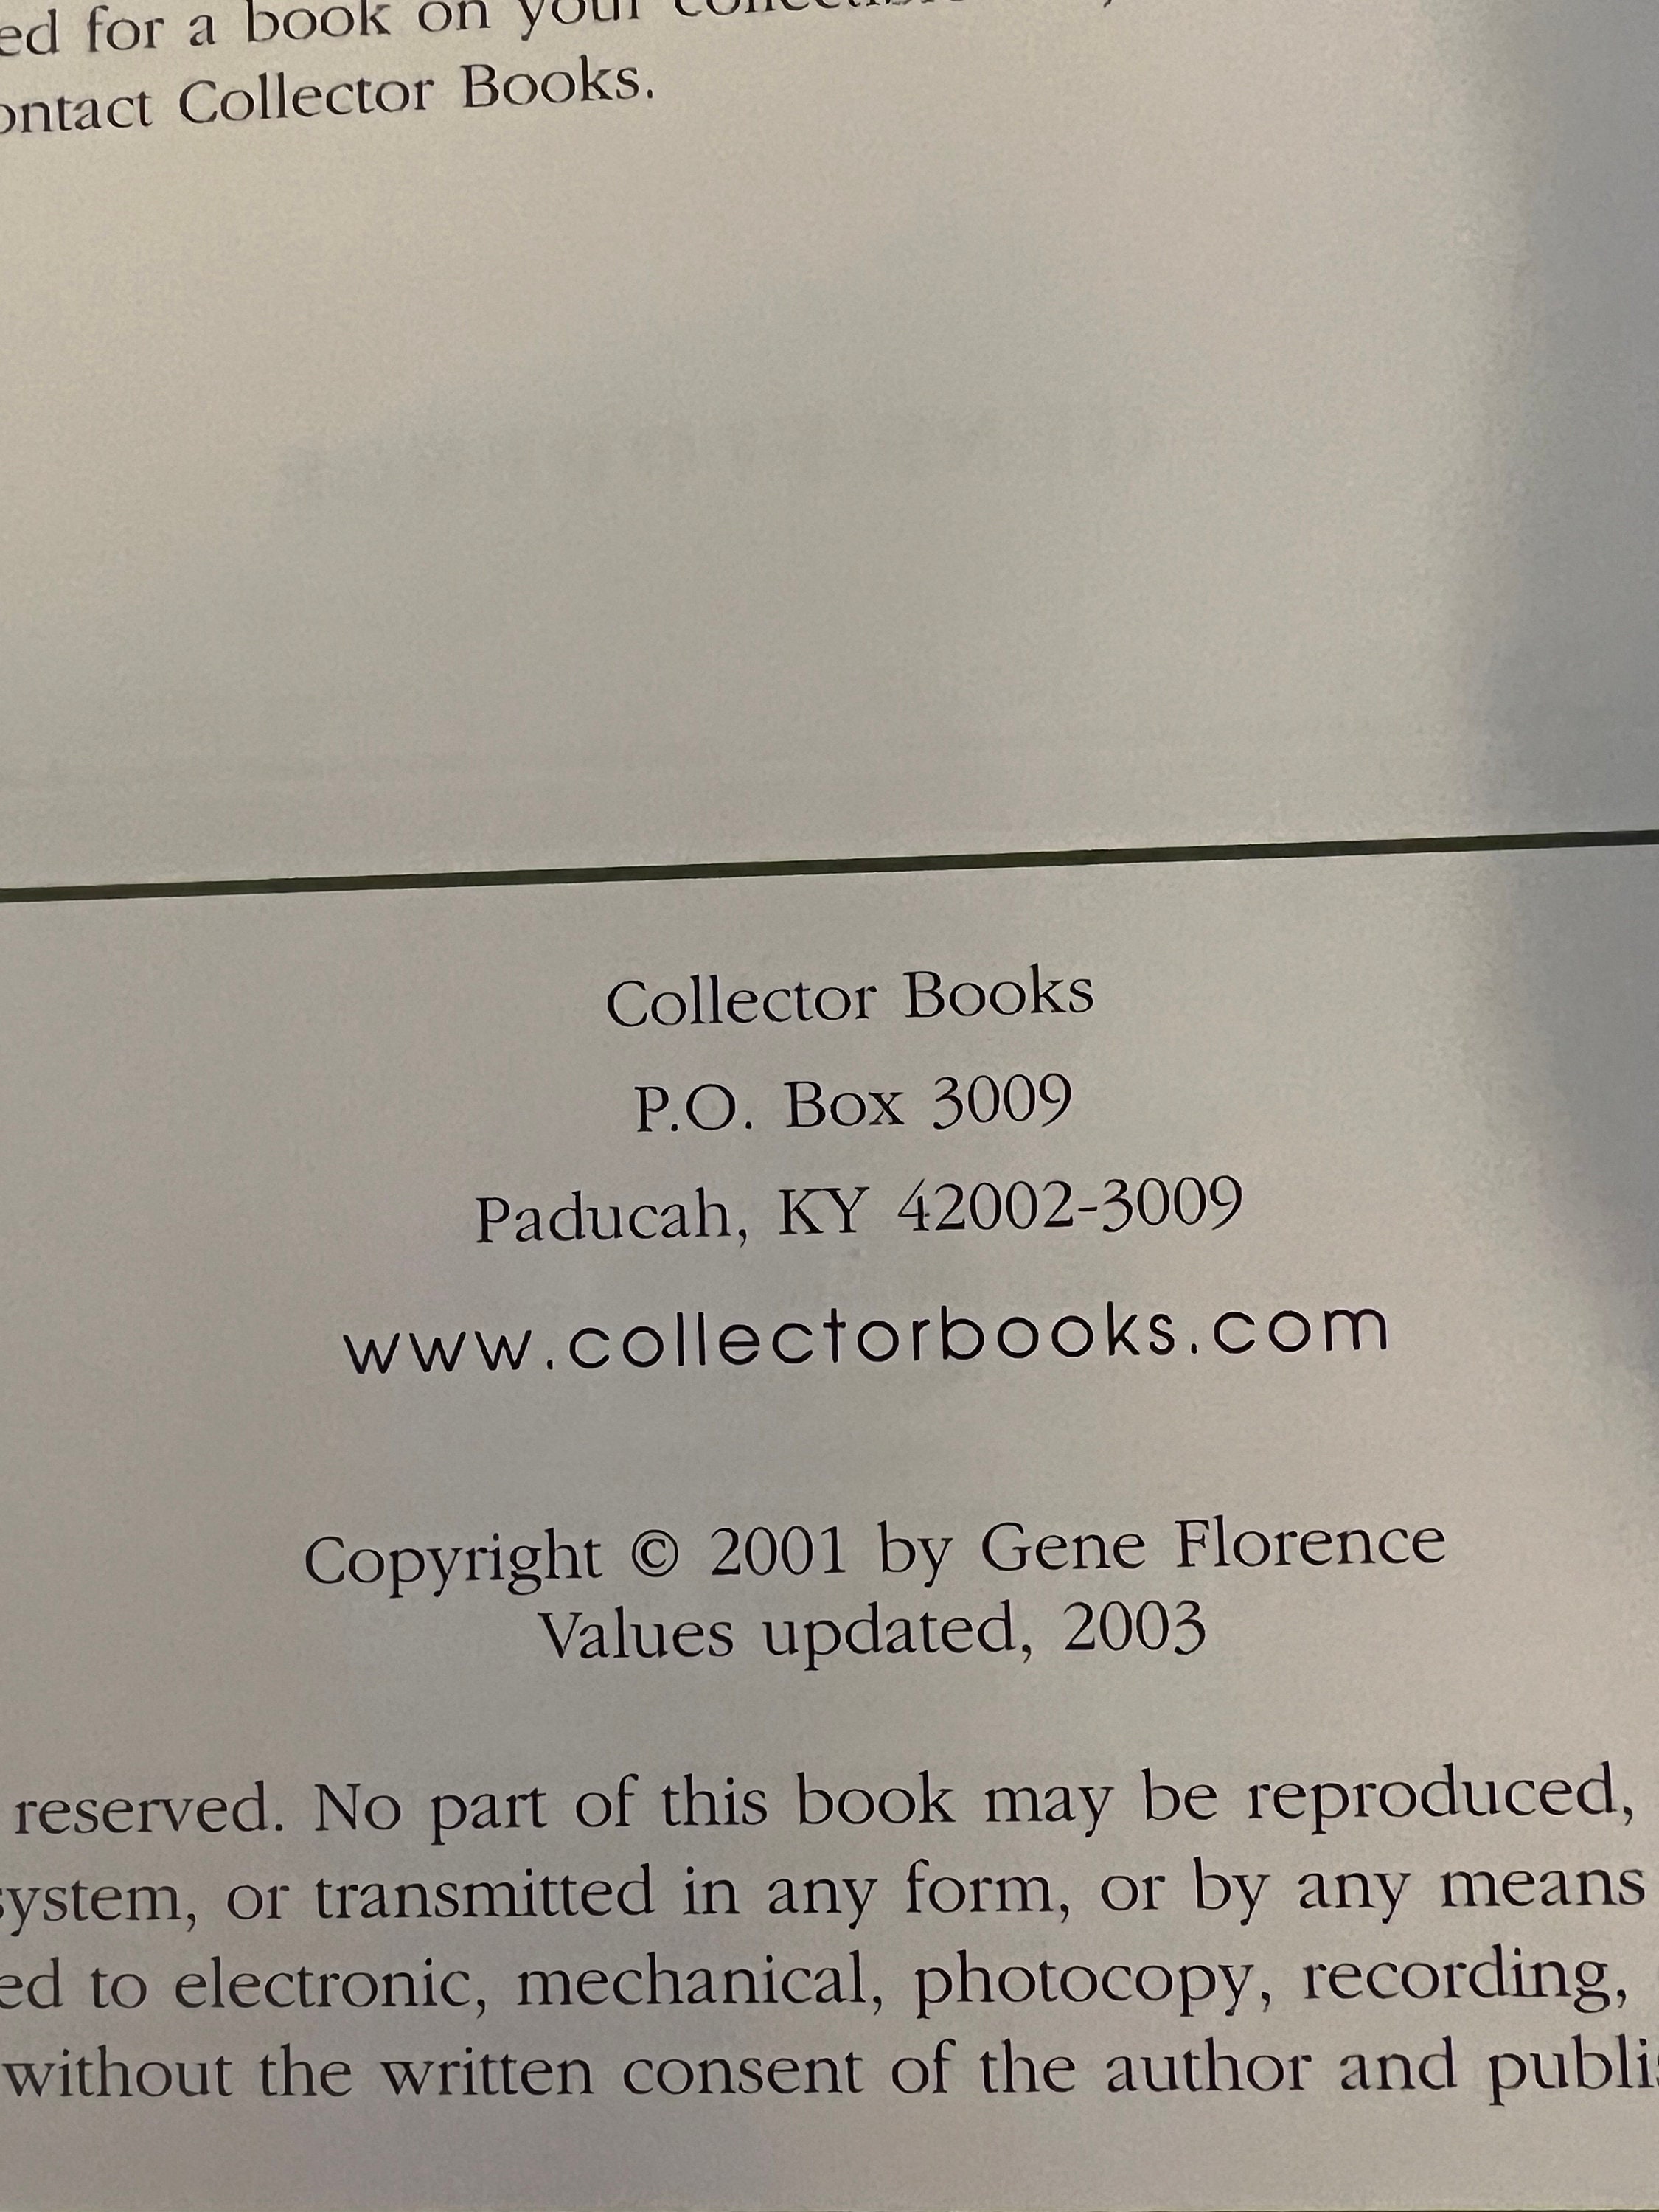 ed for a book on your
ontact Collector Books.
Collector Books
P.O. Box 3009
Paducah, KY 42002-3009
www.collectorbooks.com
Copyright © 2001 by Gene Florence
Values updated, 2003
reserved. No part of this book may be reproduced,
system, or transmitted in any form, or by any means
ed to electronic, mechanical, photocopy, recording,
without the written consent of the author and publis